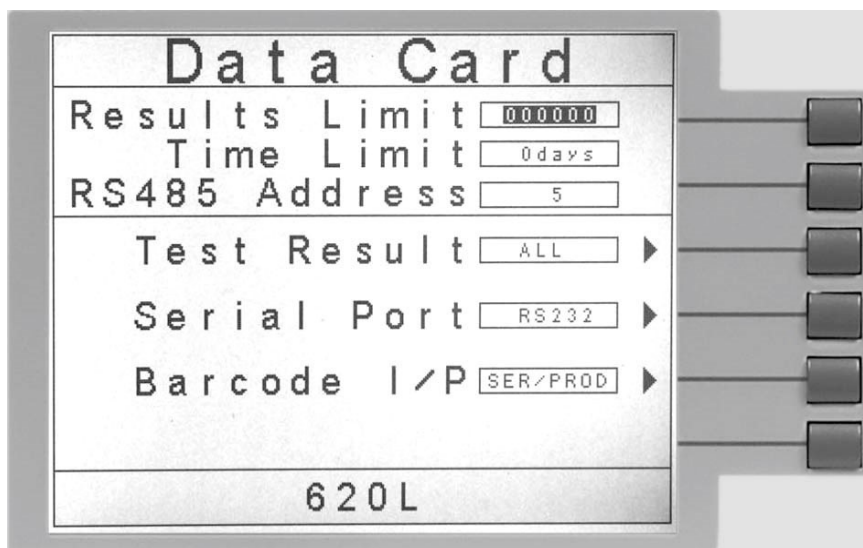 Data Card
Results Limit 000000
Time Limit 0days
RS485 Address 5
Test Result ALL
Serial Port RS232
Barcode I/P SER/PROD
620L